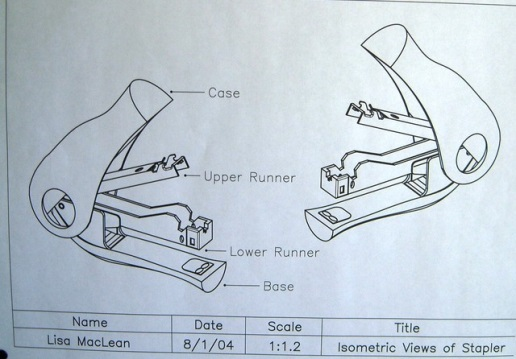 Case
Upper Runner
Lower Runner
Base
Name Date Scale Title
Lisa MacLean 8/1/04 1:1.2 Isometric Views of Stapler